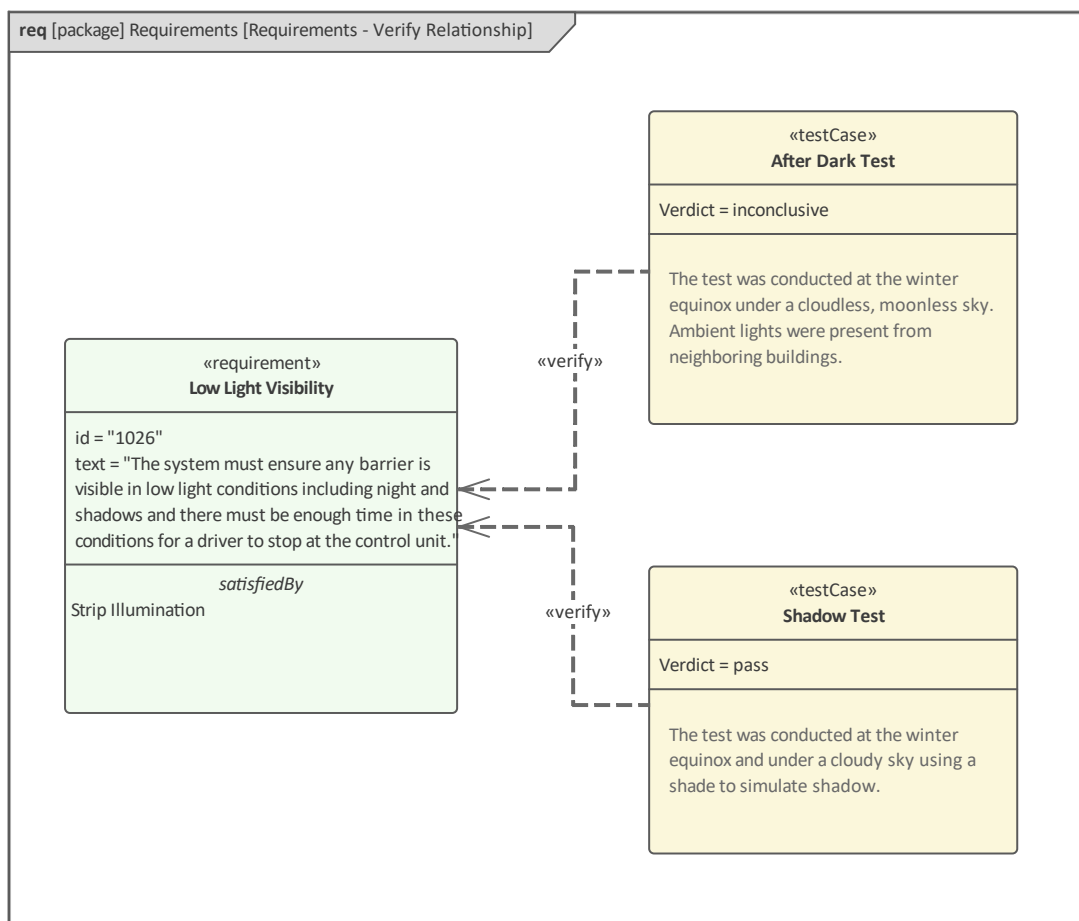 req [package] Requirements [Requirements - Verify Relationship]
«testCase»
After Dark Test
Verdict = inconclusive
The test was conducted at the winter
equinox under a cloudless, moonless sky.
Ambient lights were present from
neighboring buildings.
«verify»
«requirement»
Low Light Visibility
id = "1026"
text = "The system must ensure any barrier is
visible in low light conditions including night and
shadows and there must be enough time in these
conditions for a driver to stop at the control unit."
satisfiedBy
Strip Illumination
«verify»
«testCase»
Shadow Test
Verdict = pass
The test was conducted at the winter
equinox and under a cloudy sky using a
shade to simulate shadow.